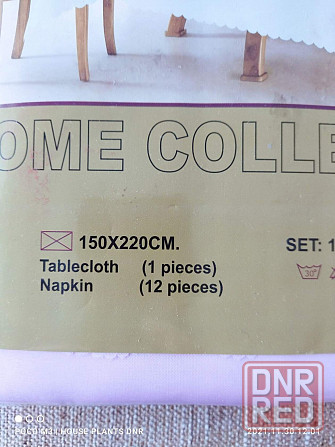 OME COLLE
150X220CM.
SET: 1
Tablecloth (1 pieces)
30°
Napkin (12 pieces)
DNR
RED
POCO M3 | HOUSE PLANTS DNR
2021.11.30 12:01